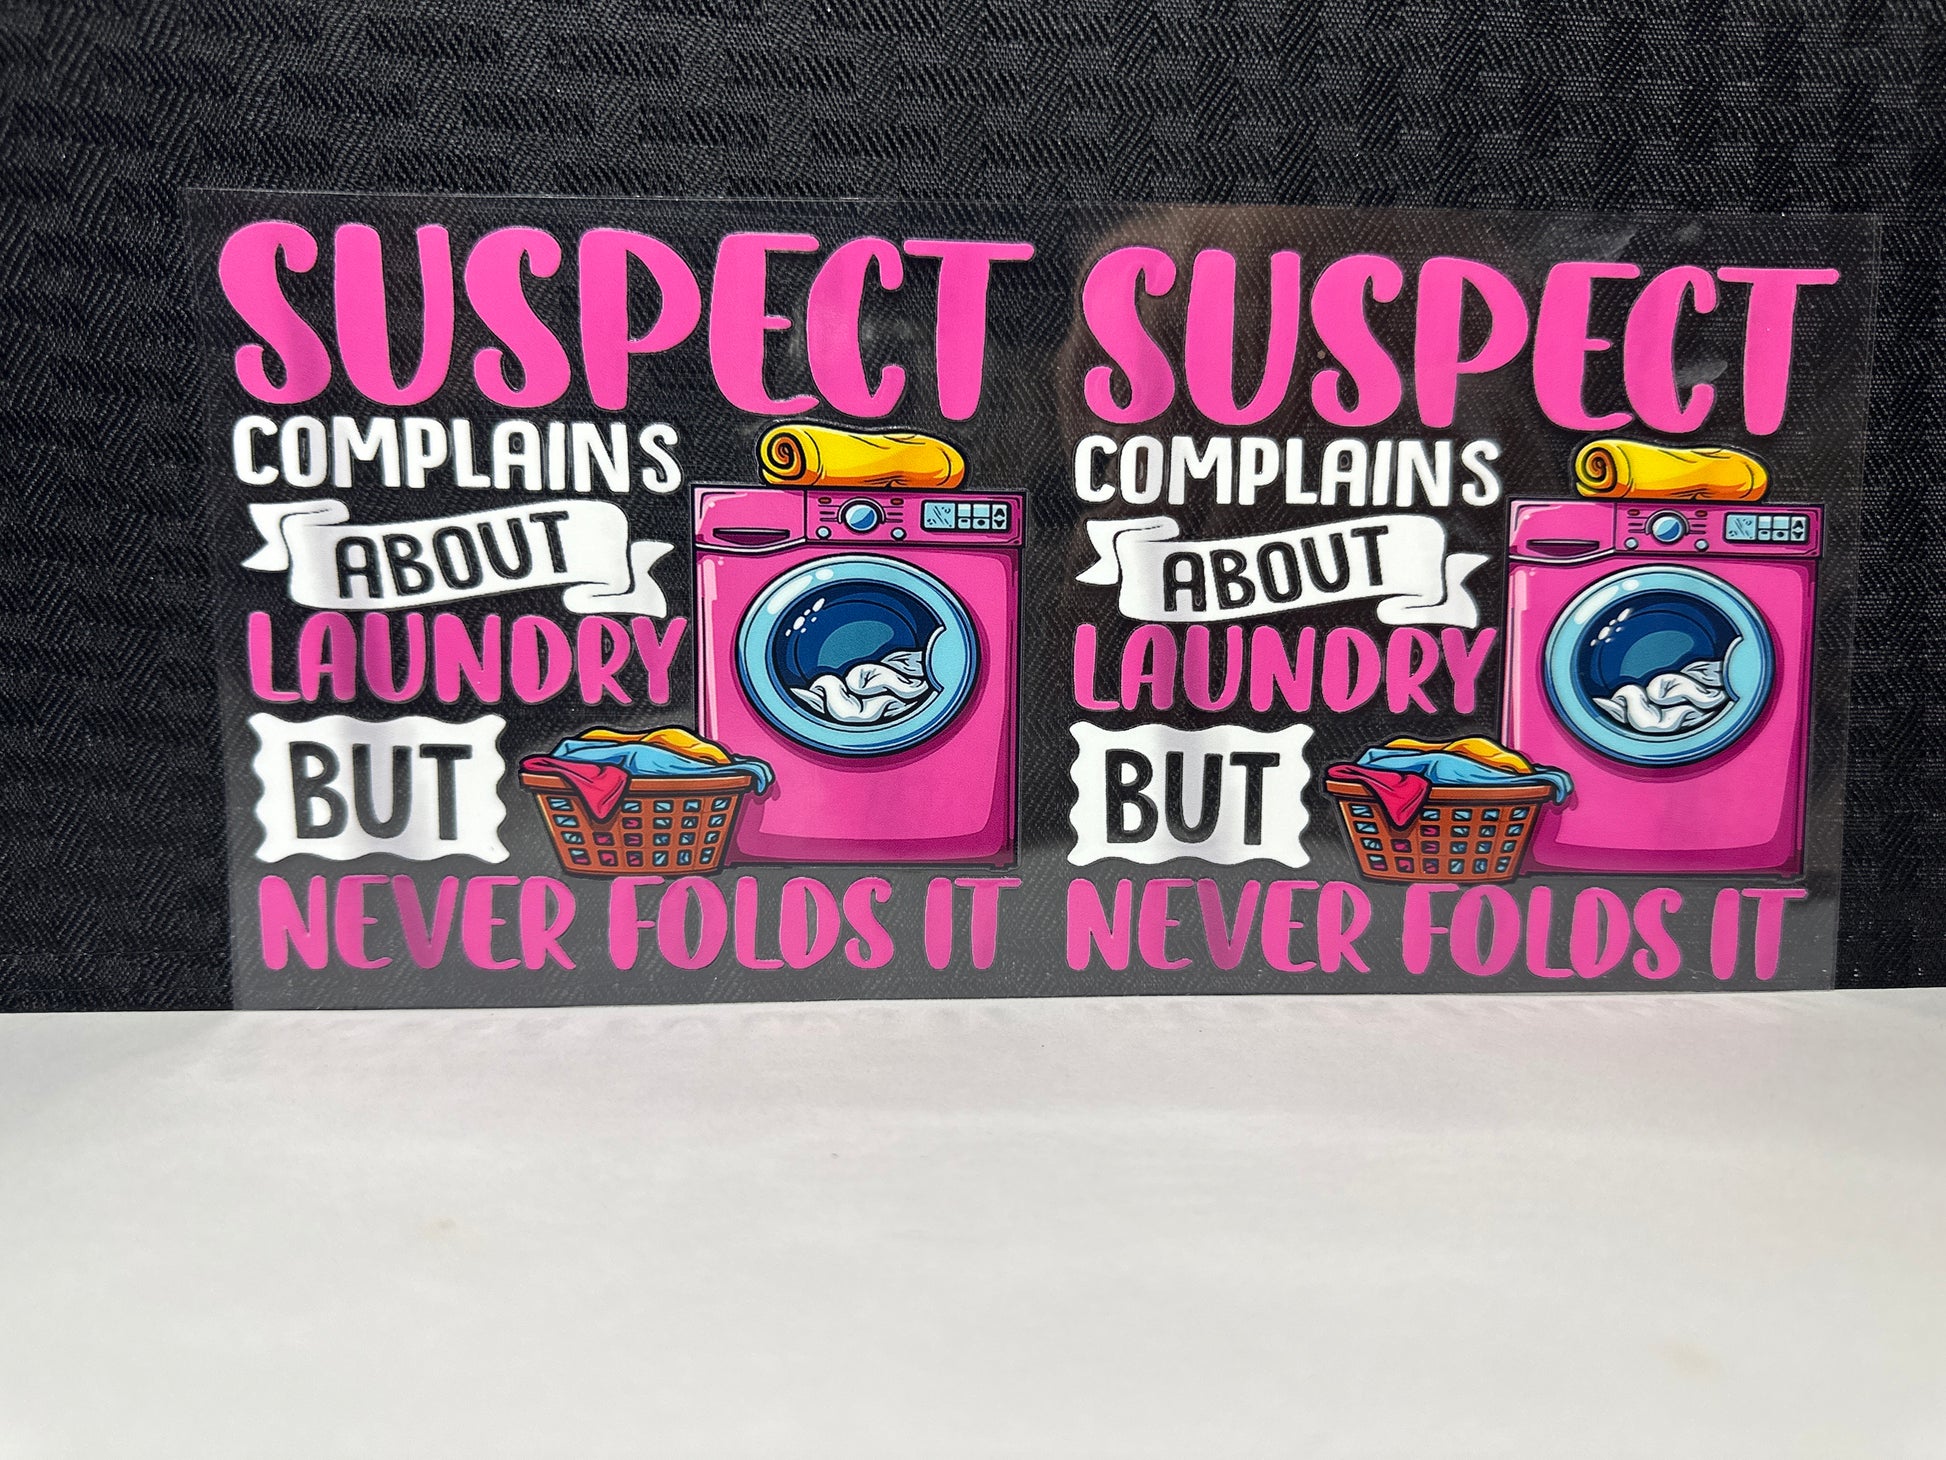 SUSPECT
COMPLAINS
ABOUT
LAUNDRY
BUT
NEVER FOLDS IT
SUSPECT
COMPLAINS
ABOUT
LAUNDRY
BUT
NEVER FOLDS IT